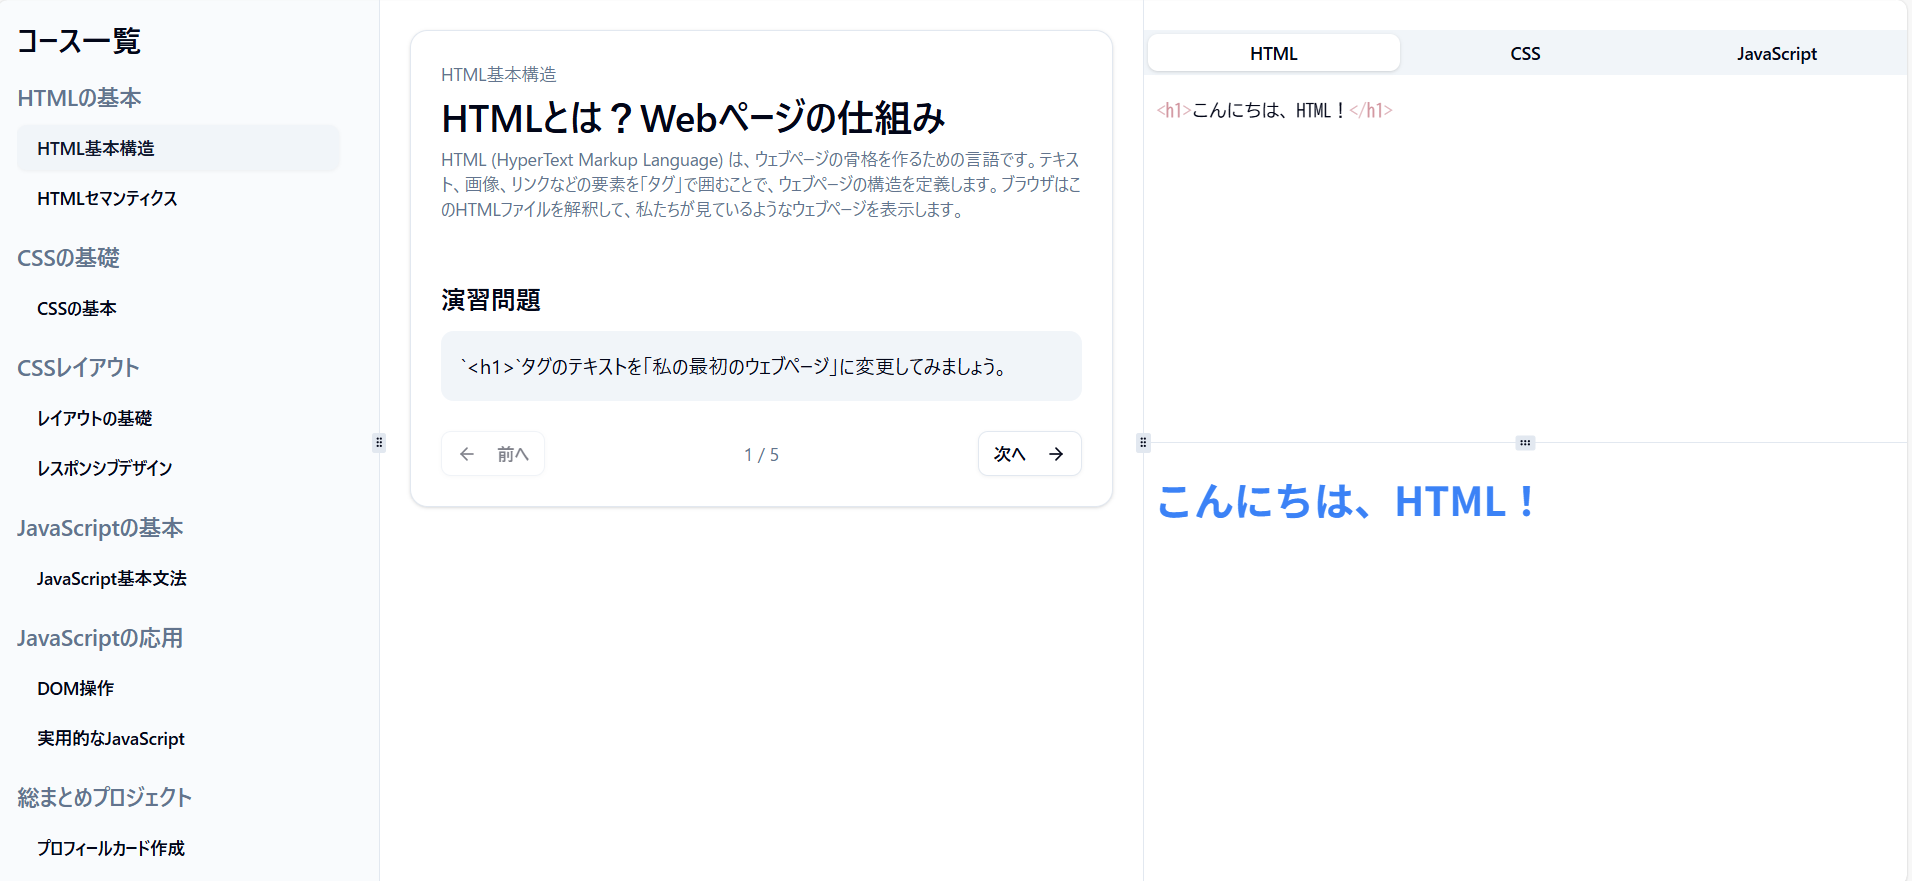 コース一覧
HTMLの基本
HTML基本構造
HTMLセマンティクス
CSSの基礎
CSSの基本
CSSレイアウト
レイアウトの基礎
レスポンシブデザイン
JavaScriptの基本
JavaScript基本文法
JavaScriptの応用
DOM操作
実用的なJavaScript
総まとめプロジェクト
プロフィールカード作成
HTML基本構造
HTMLとは？Webページの仕組み
HTML (HyperText Markup Language) は、ウェブページの骨格を作るための言語です。テキス
ト、画像、リンクなどの要素を「タグ」で囲むことで、ウェブページの構造を定義します。ブラウザはこ
のHTMLファイルを解釈して、私たちが見ているようなウェブページを表示します。
演習問題
`<h1>`タグのテキストを「私の最初のウェブページ」に変更してみましょう。
← 前へ
1 / 5
次へ →
HTML
CSS
JavaScript
<h1>こんにちは、HTML！</h1>
こんにちは、HTML！